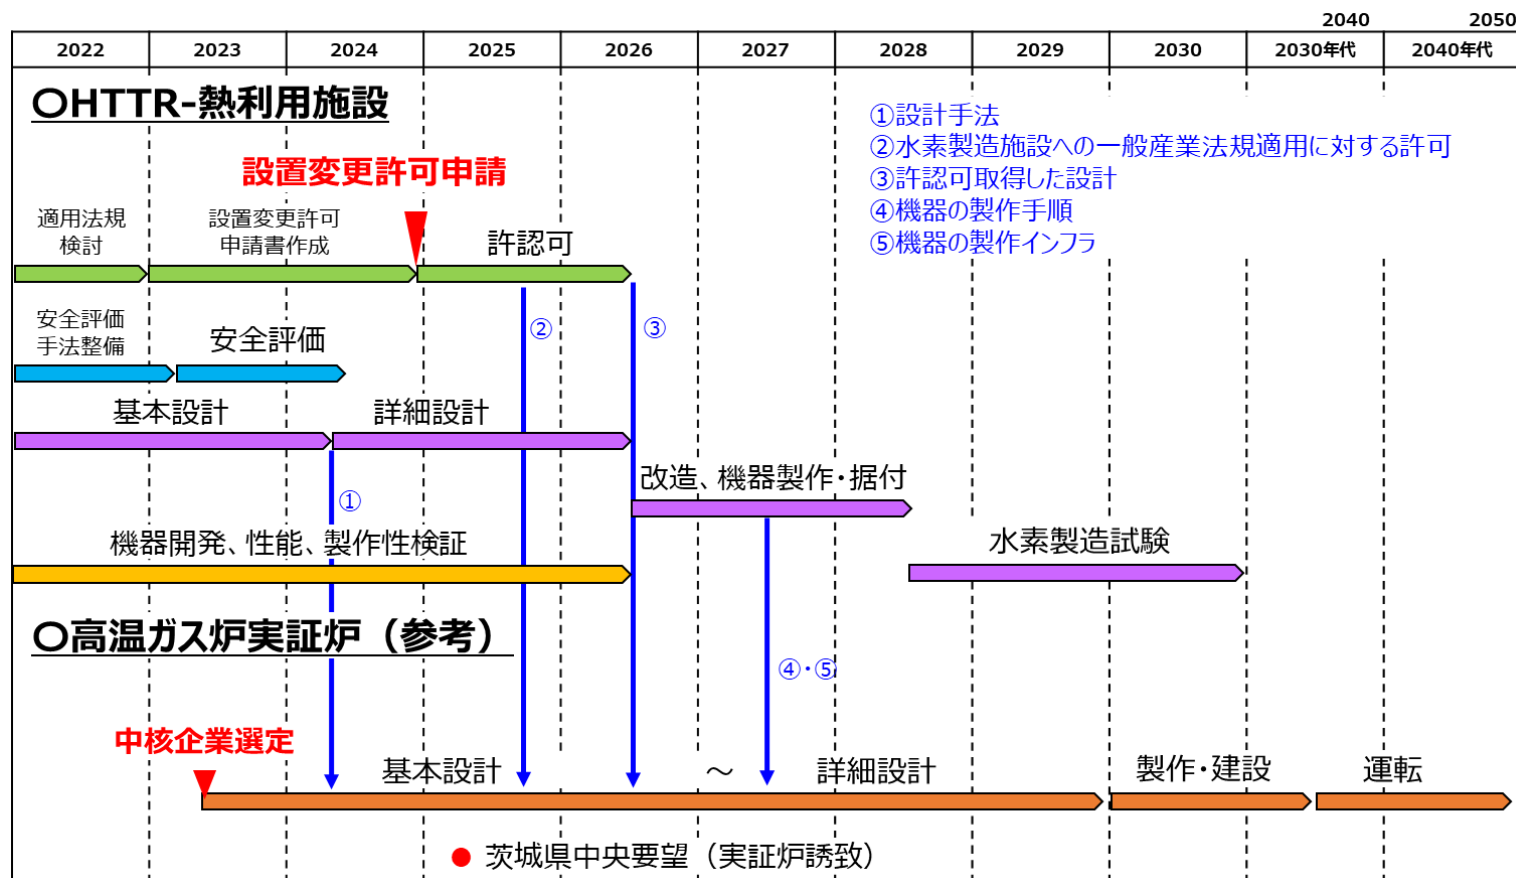 2040 2050
2022 2023 2024 2025 2026 2027 2028 2029 2030 2030年代 2040年代
〇HTTR-熱利用施設
①設計手法
②水素製造施設への一般産業法規適用に対する許可
③許認可取得した設計
④機器の製作手順
⑤機器の製作インフラ
設置変更許可申請
適用法規
検討
設置変更許可
申請書作成
許認可
安全評価
手法整備
安全評価
②
③
基本設計
詳細設計
①
改造、機器製作・据付
機器開発、性能、製作性検証
水素製造試験
〇高温ガス炉実証炉（参考）
④・⑤
中核企業選定
基本設計 ～ 詳細設計
製作・建設
運転
● 茨城県中央要望（実証炉誘致）